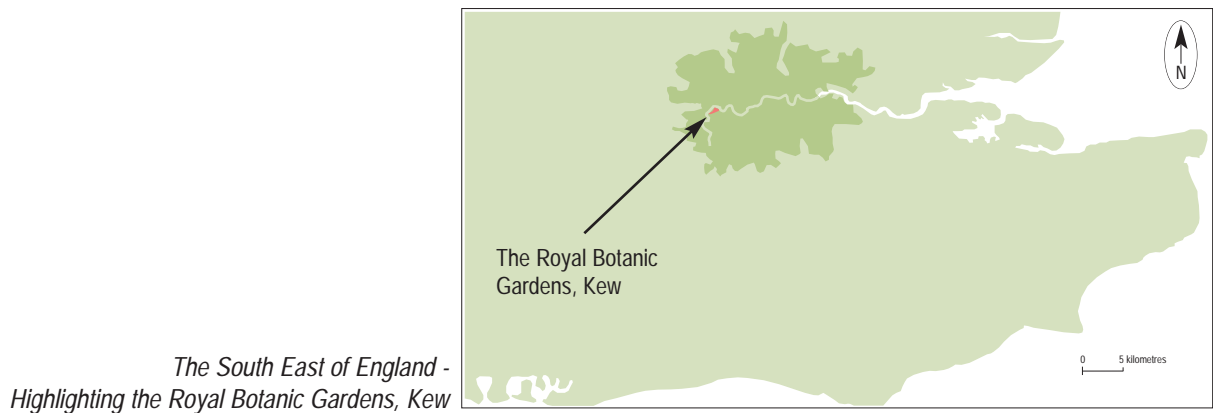 N
The Royal Botanic
Gardens, Kew
0 5 kilometres
The South East of England -
Highlighting the Royal Botanic Gardens, Kew